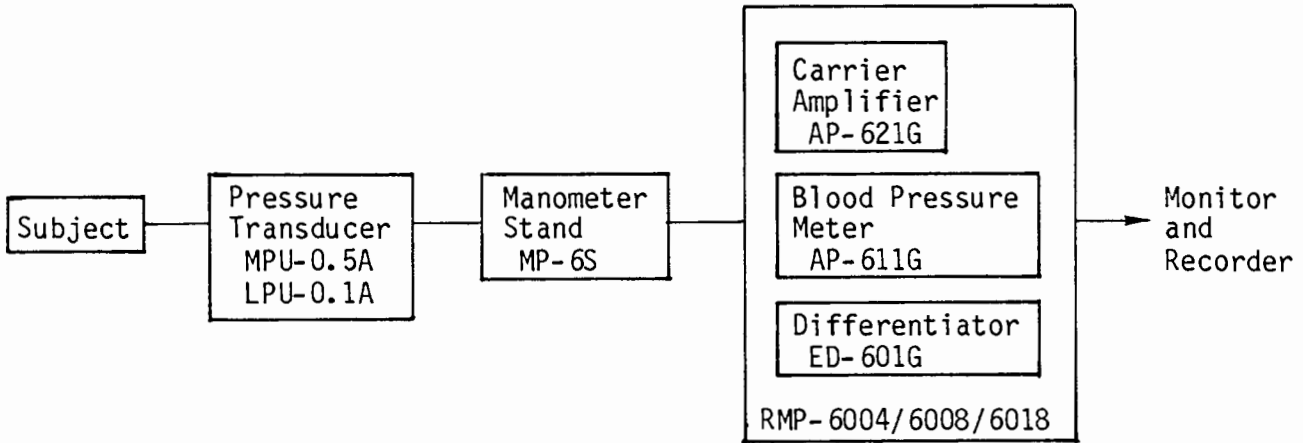 Subject
Pressure
Transducer
MPU-0.5A
LPU-0.1A
Manometer
Stand
MP-6S
Carrier
Amplifier
AP-621G
Blood Pressure
Meter
AP-611G
Differentiator
ED-601G
RMP-6004/6008/6018
Monitor
and
Recorder